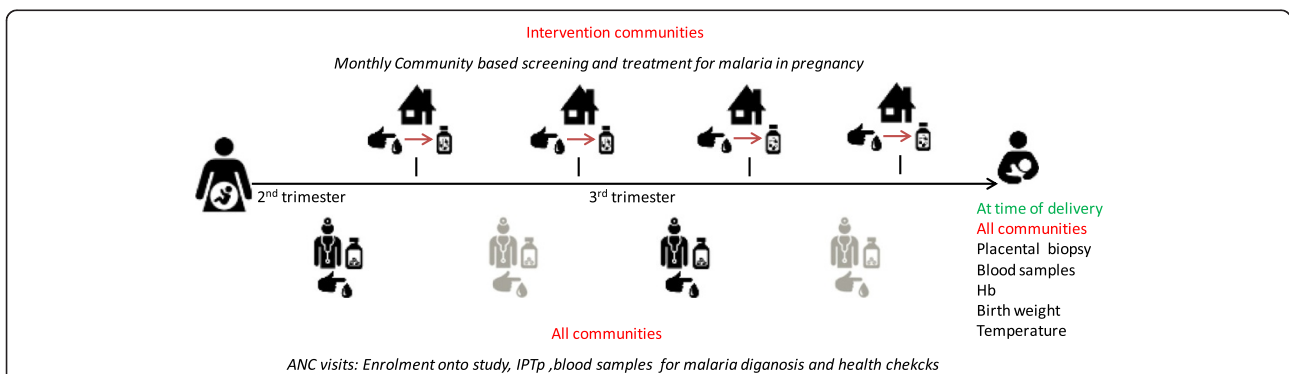 Intervention communities
Monthly Community based screening and treatment for malaria in pregnancy
2nd trimester
3rd trimester
At time of delivery
All communities
Placental biopsy
Blood samples
Hb
Birth weight
Temperature
All communities
ANC visits: Enrolment onto study, IPTp ,blood samples for malaria diganosis and health chekcks